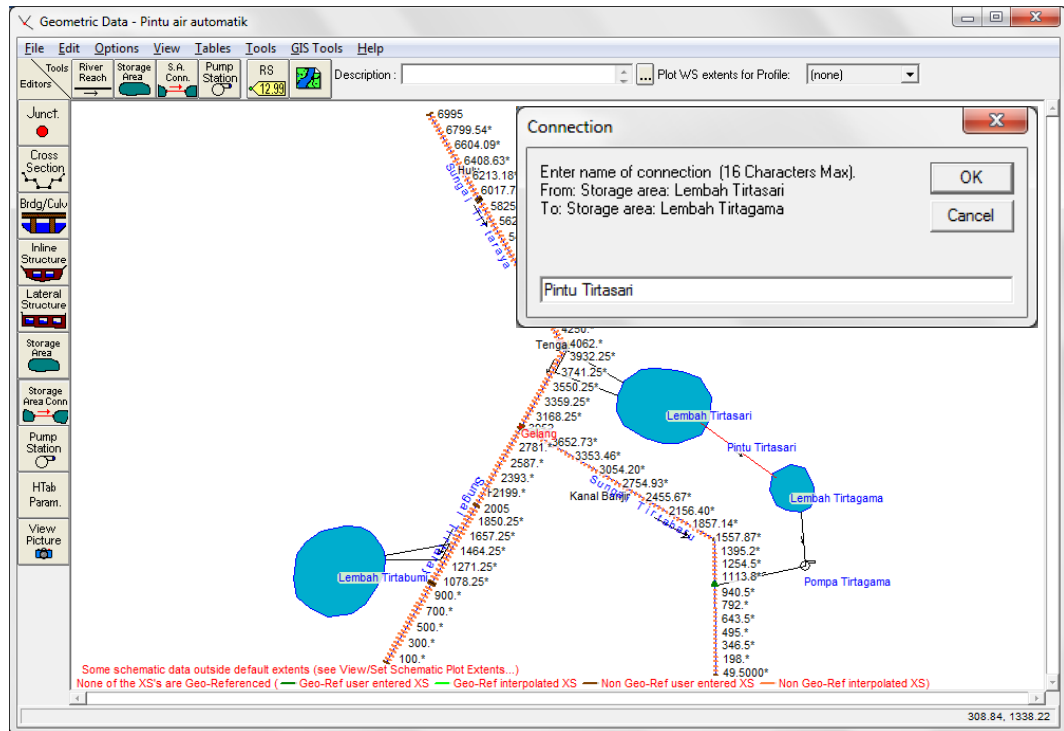 Geometric Data - Pintu air automatik
File Edit Options View Tables Tools GIS Tools Help
Tools
Editors
River
Reach
Storage
Area
S.A.
Conn.
Pump
Station
RS
12.99
Description :
...
Plot WS extents for Profile:
(none)
Junct.
Cross
Section
Brdg/Culv
Inline
Structure
Lateral
Structure
Storage
Area
Storage
Area Conn
Pump
Station
HTab
Param.
View
Picture
Connection
Enter name of connection (16 Characters Max).
From: Storage area: Lembah Tirtasari
To: Storage area: Lembah Tirtagama
OK
Cancel
Pintu Tirtasari
6995
6799.54*
6604.09*
6408.63*
6213.18*
6017.7
5825
562
Sungai Tirtaraya
4250.*
Tenga
4062.*
3932.25*
3741.25*
3550.25*
3359.25*
3168.25*
Gelang
2781.*
2587.*
2393.*
2199.*
2005
1850.25*
1657.25*
1464.25*
1271.25*
1078.25*
900.*
700.*
500.*
300.*
100.*
3652.73*
3353.46*
3054.20*
2754.93*
2455.67*
2156.40*
1857.14*
1557.87*
1395.2*
1254.5*
1113.8*
940.5*
792.*
643.5*
495.*
346.5*
198.*
49.5000*
Kanal Banjir
Sungai Tirtabaru
Lembah Tirtasari
Pintu Tirtasari
Lembah Tirtagama
Pompa Tirtagama
Lembah Tirtabumi
Some schematic data outside default extents (see View/Set Schematic Plot Extents...)
None of the XS's are Geo-Referenced ( Geo-Ref user entered XS Geo-Ref interpolated XS Non Geo-Ref user entered XS Non Geo-Ref interpolated XS)
308.84, 1338.22